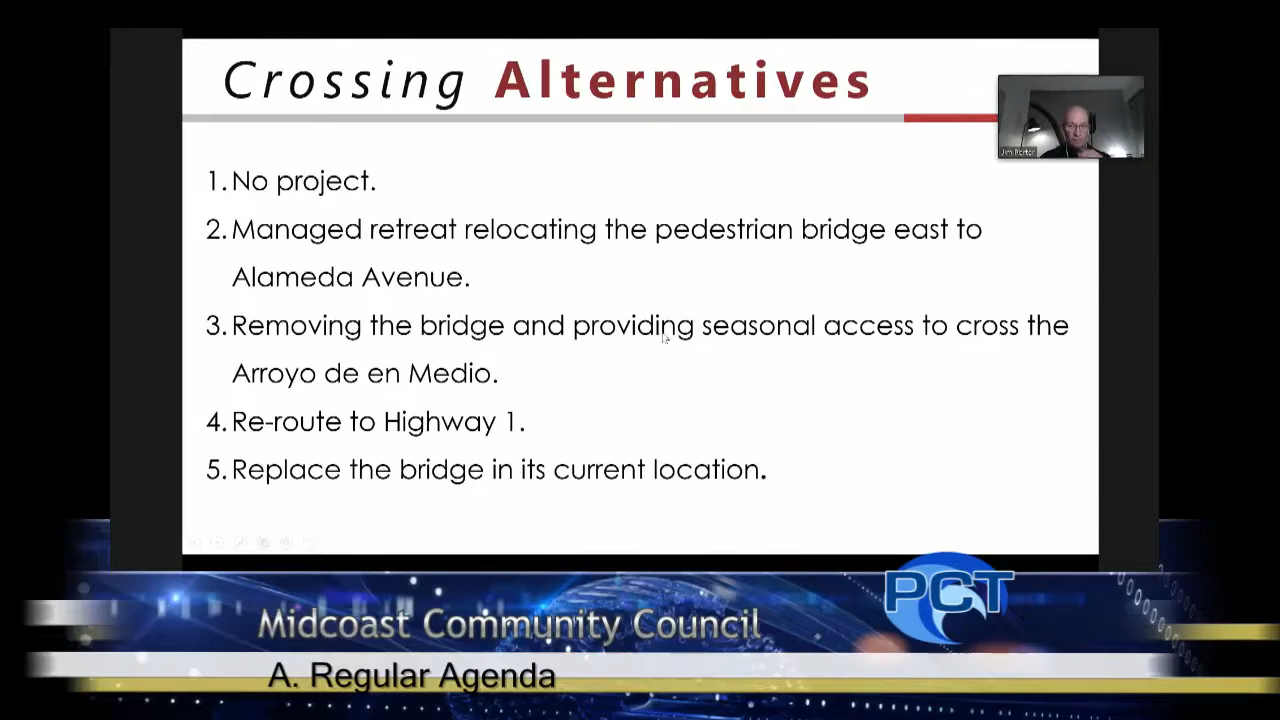 Crossing Alternatives
Jim Porter
1. No project.
2. Managed retreat relocating the pedestrian bridge east to
Alameda Avenue.
3. Removing the bridge and providing seasonal access to cross the
Arroyo de en Medio.
4. Re-route to Highway 1.
5. Replace the bridge in its current location.
PCT
Midcoast Community Council
A. Regular Agenda